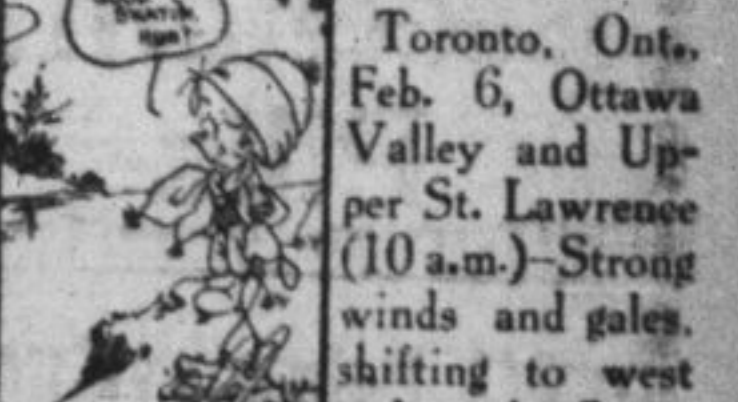 Toronto, Ont.,
Feb. 6, Ottawa
Valley and Up-
per St. Lawrence
(10 a.m.)—Strong
winds and gales,
shifting to west